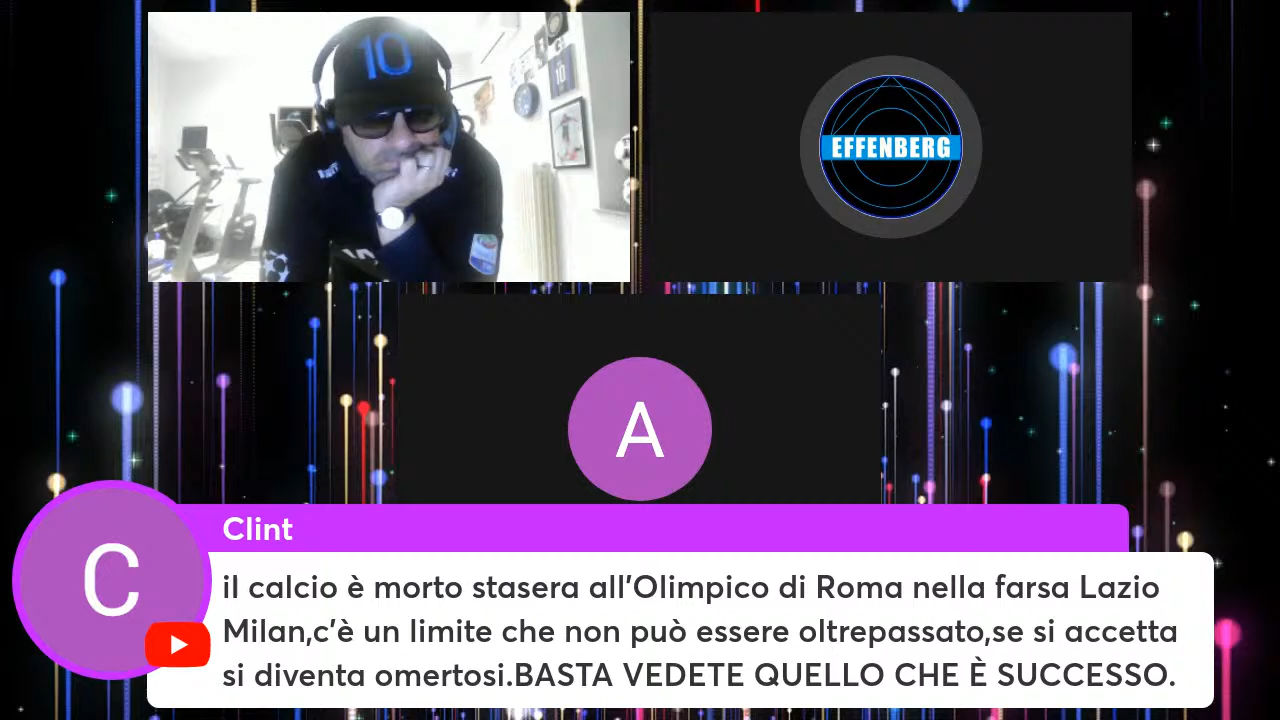 10
EFFENBERG
A
C
Clint
il calcio è morto stasera all'Olimpico di Roma nella farsa Lazio
Milan,c'è un limite che non può essere oltrepassato,se si accetta
si diventa omertosi.BASTA VEDETE QUELLO CHE È SUCCESSO.